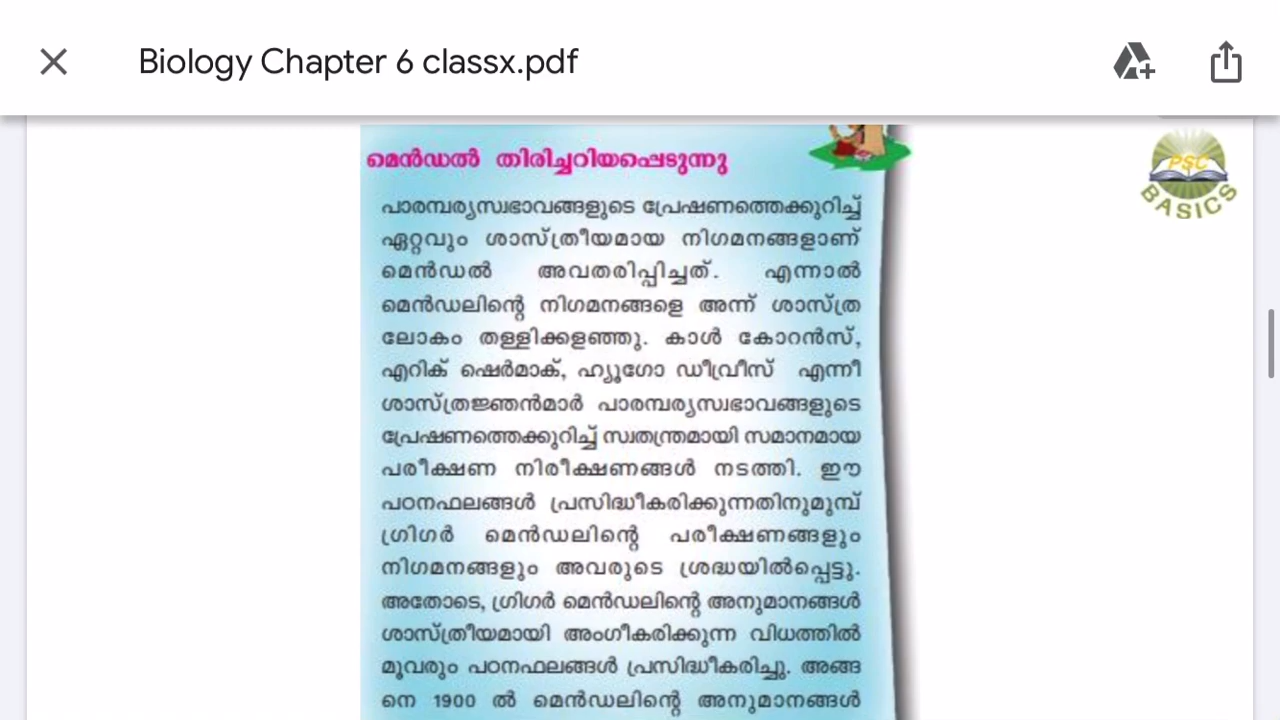 Biology Chapter 6 classx.pdf
PSC
BASICS
മെൻഡൽ തിരിച്ചറിയപ്പെടുന്നു
പാരമ്പര്യസ്വഭാവങ്ങളുടെ പ്രേഷണത്തെക്കുറിച്ച്
ഏറ്റവും ശാസ്ത്രീയമായ നിഗമനങ്ങളാണ്
മെൻഡൽ അവതരിപ്പിച്ചത്. എന്നാൽ
മെൻഡലിന്റെ നിഗമനങ്ങളെ അന്ന് ശാസ്ത്ര
ലോകം തള്ളിക്കളഞ്ഞു. കാൾ കോറൻസ്,
എറിക് ഷെർമാക്, ഹ്യൂഗോ ഡീവ്രീസ് എന്നീ
ശാസ്ത്രജ്ഞൻമാർ പാരമ്പര്യസ്വഭാവങ്ങളുടെ
പ്രേഷണത്തെക്കുറിച്ച് സ്വതന്ത്രമായി സമാനമായ
പരീക്ഷണ നിരീക്ഷണങ്ങൾ നടത്തി. ഈ
പഠനഫലങ്ങൾ പ്രസിദ്ധീകരിക്കുന്നതിനുമുമ്പ്
ഗ്രിഗർ മെൻഡലിന്റെ പരീക്ഷണങ്ങളും
നിഗമനങ്ങളും അവരുടെ ശ്രദ്ധയിൽപ്പെട്ടു.
അതോടെ, ഗ്രിഗർ മെൻഡലിന്റെ അനുമാനങ്ങൾ
ശാസ്ത്രീയമായി അംഗീകരിക്കുന്ന വിധത്തിൽ
മൂവരും പഠനഫലങ്ങൾ പ്രസിദ്ധീകരിച്ചു. അങ്ങ
നെ 1900 ൽ മെൻഡലിന്റെ അനുമാനങ്ങൾ